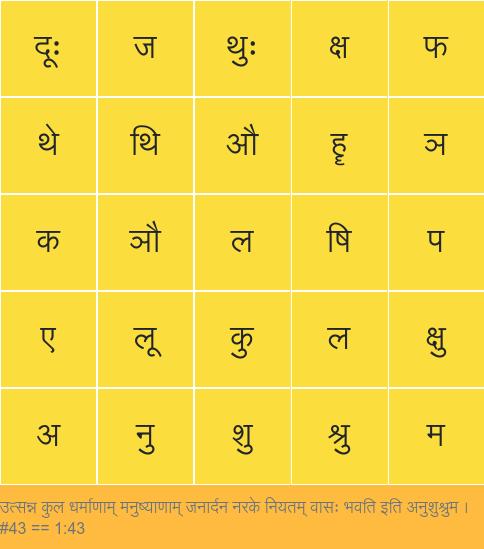 दूः ज थुः क्ष फ
थे थि औ हॄ ञ
क ञौ ल षि प
ए लू कु ल क्षु
अ नु शु श्रु म
उत्सन्न कुल धर्माणाम् मनुष्याणाम् जनार्दन नरके नियतम् वासः भवति इति अनुशुश्रुम ।
#43 == 1:43